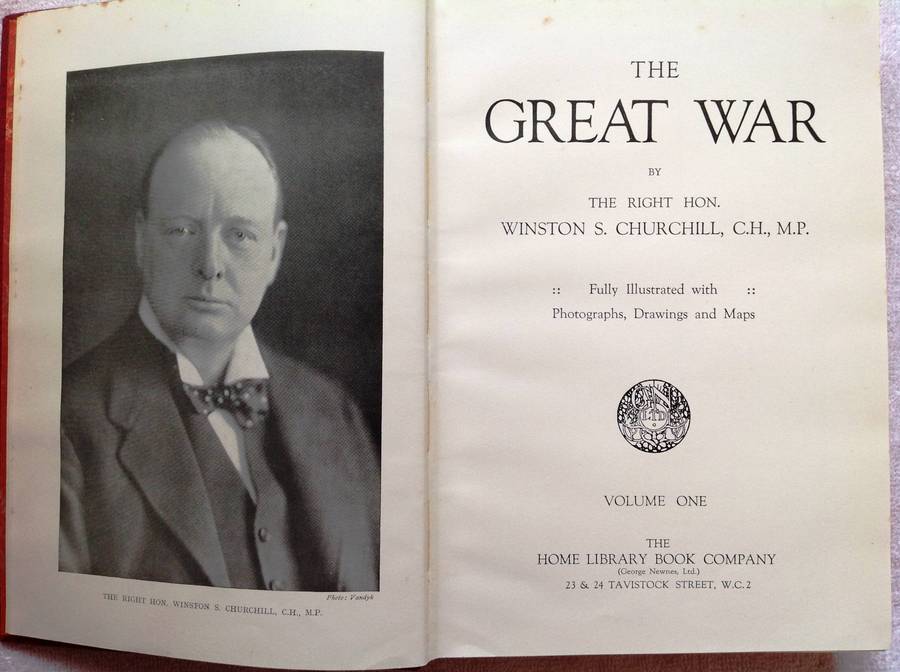 THE RIGHT HON. WINSTON S. CHURCHILL, C.H., M.P.
Photo: Vandyk
THE
GREAT WAR
BY
THE RIGHT HON.
WINSTON S. CHURCHILL, C.H., M.P.
:: Fully Illustrated with ::
Photographs, Drawings and Maps
LTD
VOLUME ONE
THE
HOME LIBRARY BOOK COMPANY
(George Newnes, Ltd.)
23 & 24 TAVISTOCK STREET, W.C.2